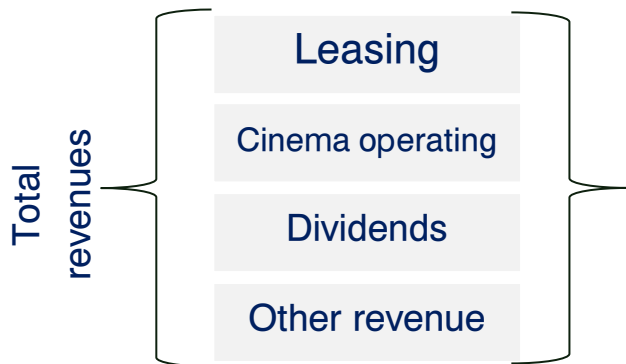 Total
revenues
Leasing
Cinema operating
Dividends
Other revenue